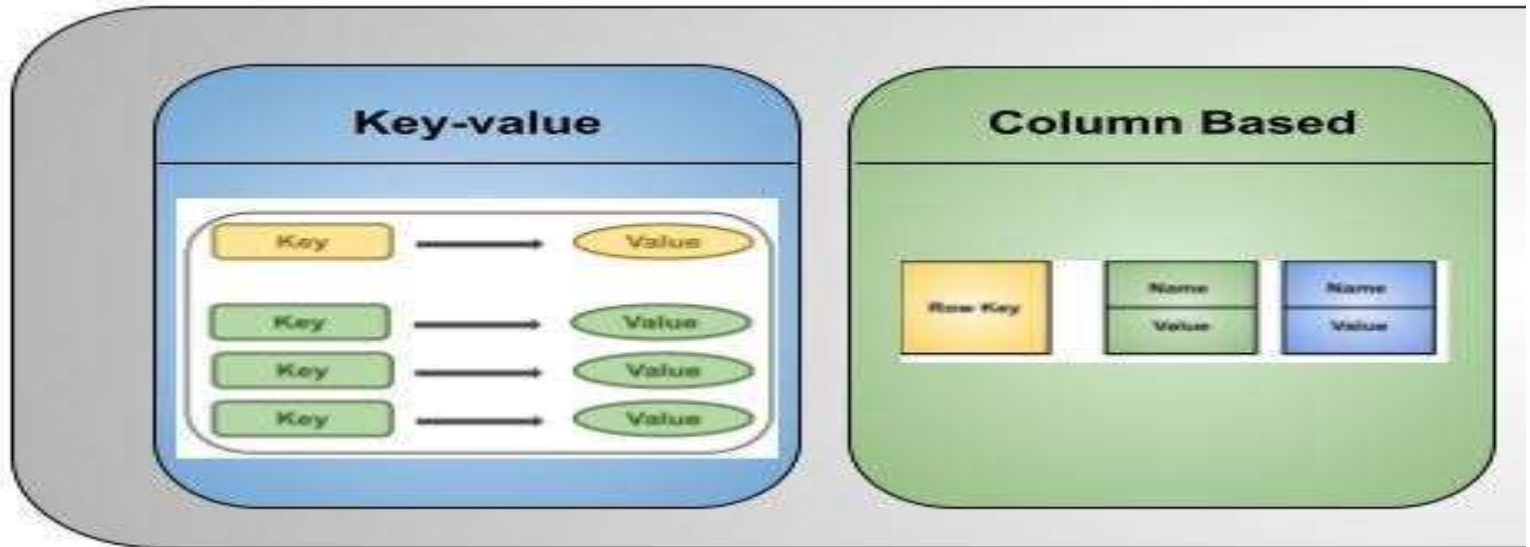 Key-value
Key Value
Key Value
Key Value
Key Value
Column Based
Row Key
Name Name
Value Value